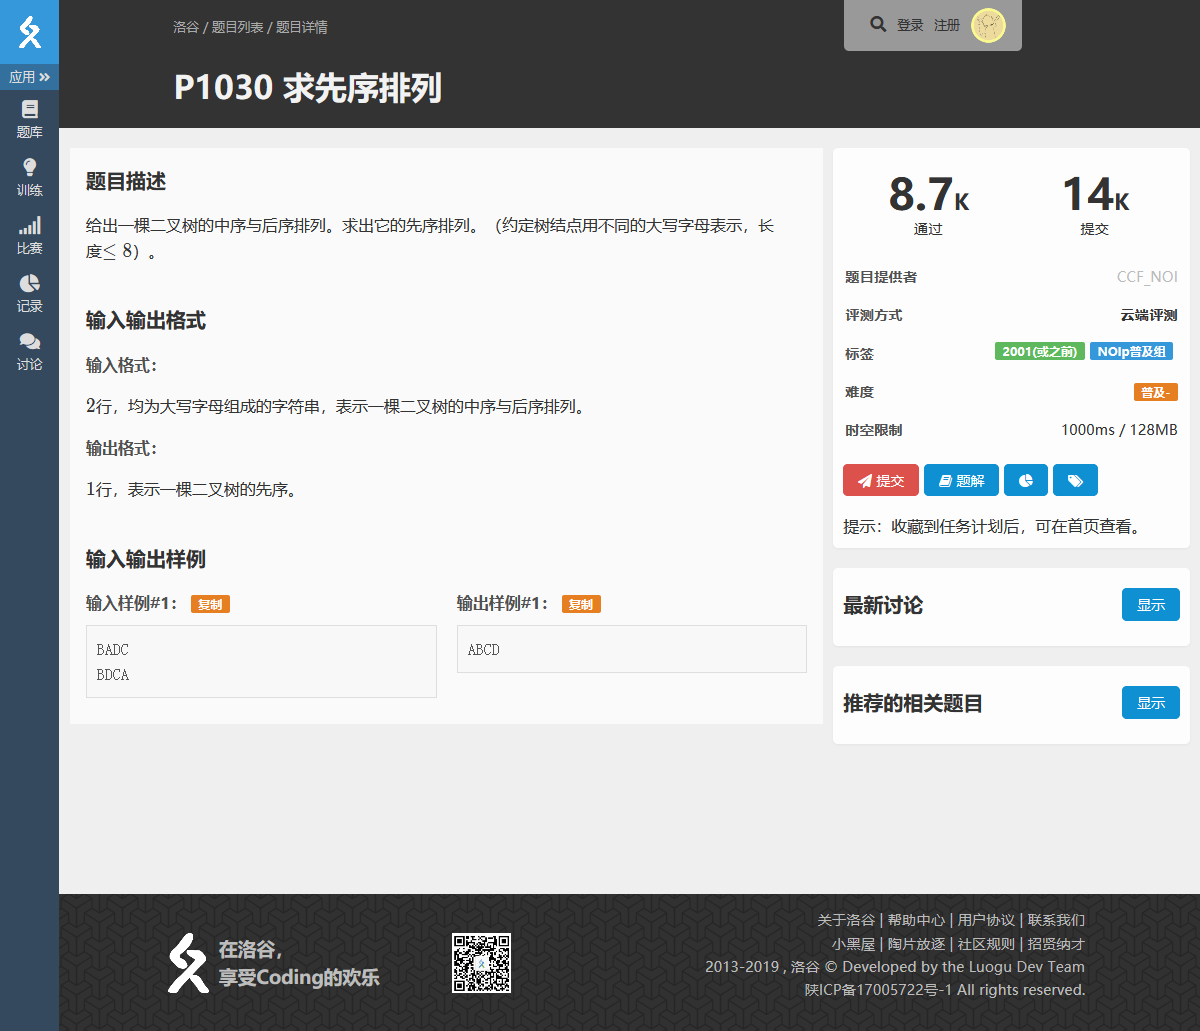 应用
题库
训练
比赛
记录
讨论
洛谷 / 题目列表 / 题目详情
登录 注册
P1030 求先序排列
题目描述
给出一棵二叉树的中序与后序排列。求出它的先序排列。（约定树结点用不同的大写字母表示，长
度≤ 8）。
输入输出格式
输入格式：
2行，均为大写字母组成的字符串，表示一棵二叉树的中序与后序排列。
输出格式：
1行，表示一棵二叉树的先序。
输入输出样例
输入样例#1： 复制
BADC
BDCA
输出样例#1： 复制
ABCD
8.7K
通过
14K
提交
题目提供者 CCF_NOI
评测方式 云端评测
标签 2001(或之前) NOIp普及组
难度 普及-
时空限制 1000ms / 128MB
提交 题解
提示：收藏到任务计划后，可在首页查看。
最新讨论 显示
推荐的相关题目 显示
在洛谷，
享受Coding的欢乐
关于洛谷 | 帮助中心 | 用户协议 | 联系我们
小黑屋 | 陶片放逐 | 社区规则 | 招贤纳才
2013-2019 , 洛谷 © Developed by the Luogu Dev Team
陕ICP备17005722号-1 All rights reserved.